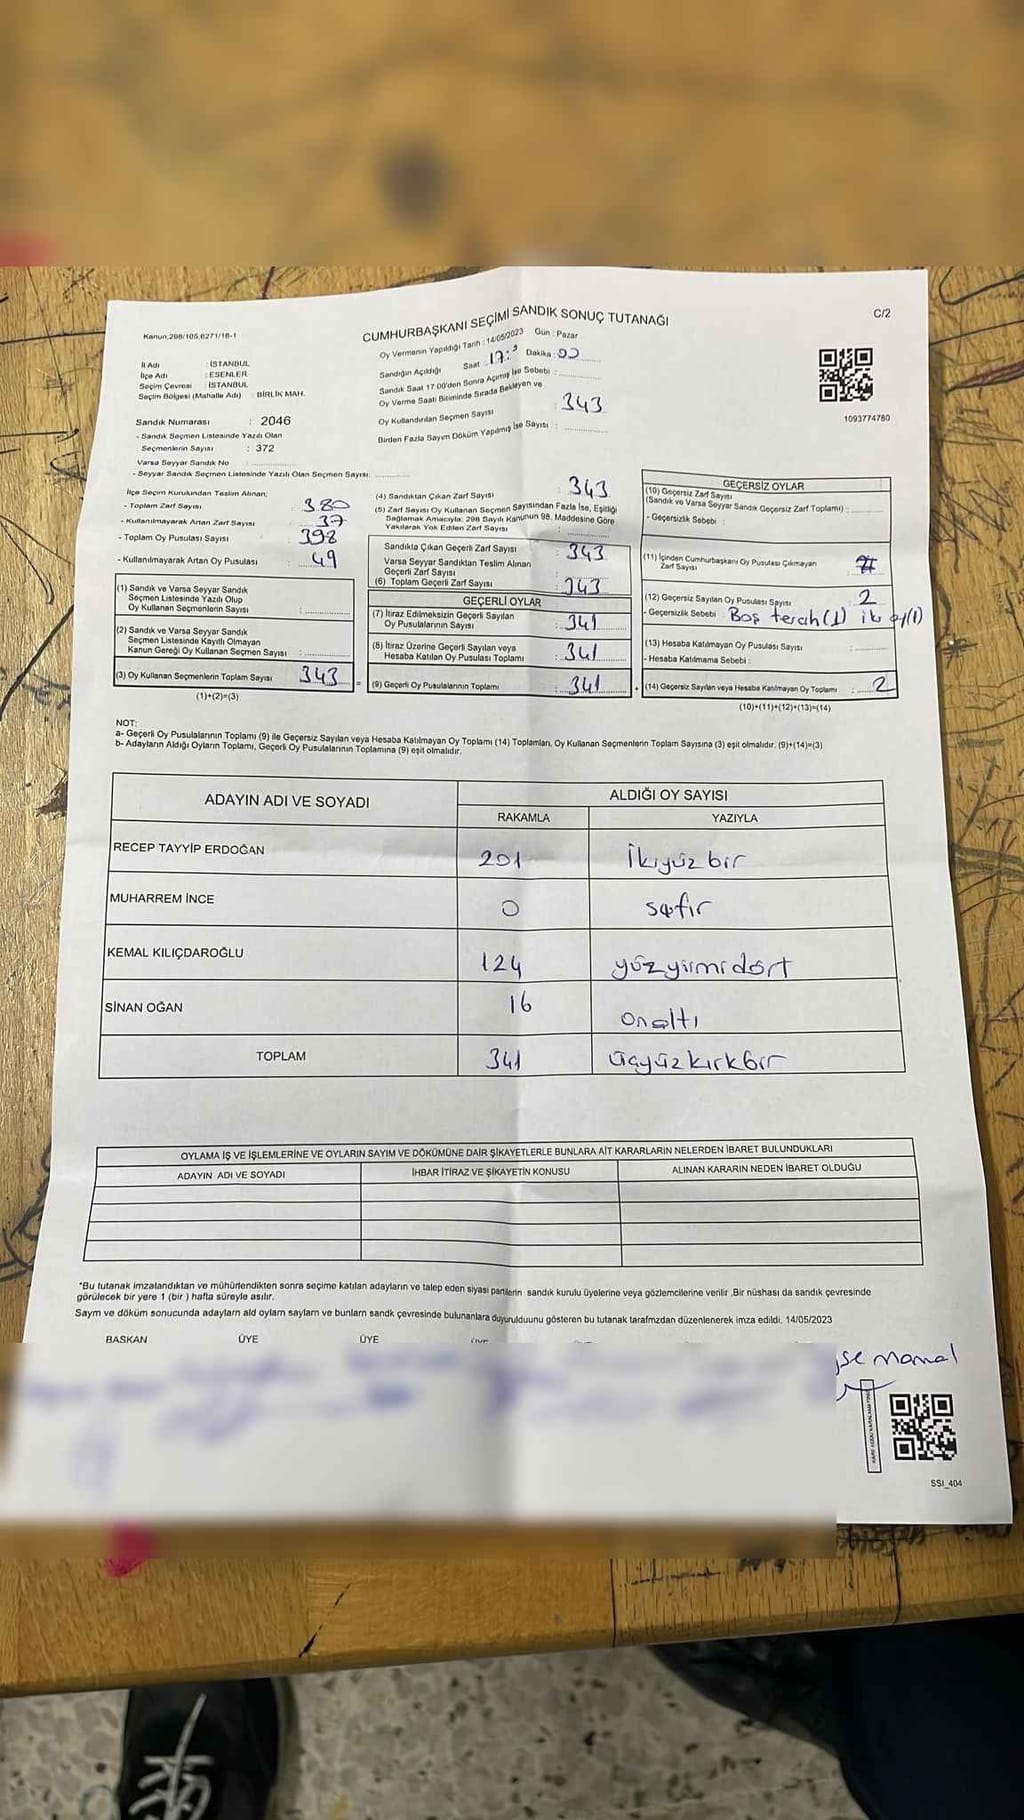 Kanun;298/105.6271/18-1
CUMHURBAŞKANI SEÇİMİ SANDIK SONUÇ TUTANAĞI
C/2
Oy Vermenin Yapıldığı Tarih : 14/05/2023 Gün : Pazar
İl Adı : İSTANBUL
İlçe Adı : ESENLER
Seçim Çevresi : İSTANBUL
Seçim Bölgesi (Mahalle Adı) : BİRLİK MAH.
Sandığın Açıldığı Saat 17:00 Dakika :00
Sandık Saat 17.00'den Sonra Açımış İse Sebebi :
Oy Verme Saati Bitiminde Sırada Bekleyen ve
Oy Kullandırılan Seçmen Sayısı : 343
Birden Fazla Sayım Döküm Yapılmış İse Sayısı :
1093774780
Sandık Numarası : 2046
- Sandık Seçmen Listesinde Yazılı Olan
Seçmenlerin Sayısı : 372
Varsa Seyyar Sandık No :
- Seyyar Sandık Seçmen Listesinde Yazılı Olan Seçmen Sayısı:
İlçe Seçim Kurulundan Teslim Alınan;
- Toplam Zarf Sayısı : 380
- Kullanılmayarak Artan Zarf Sayısı : 37
- Toplam Oy Pusulası Sayısı : 398
- Kullanılmayarak Artan Oy Pusulası : 49
(1) Sandık ve Varsa Seyyar Sandık
Seçmen Listesinde Yazılı Olup
Oy Kullanan Seçmenlerin Sayısı :
(2) Sandık ve Varsa Seyyar Sandık
Seçmen Listesinde Kayıtlı Olmayan
Kanun Gereği Oy Kullanan Seçmen Sayısı :
(3) Oy Kullanan Seçmenlerin Toplam Sayısı : 343
(1)+(2)=(3)
(4) Sandıktan Çıkan Zarf Sayısı : 343
(5) Zarf Sayısı Oy Kullanan Seçmen Sayısından Fazla İse, Eşitliği
Sağlamak Amacıyla; 298 Sayılı Kanunun 98. Maddesine Göre
Yakılarak Yok Edilen Zarf Sayısı :
Sandıkta Çıkan Geçerli Zarf Sayısı : 343
Varsa Seyyar Sandıktan Teslim Alınan
Geçerli Zarf Sayısı :
(6) Toplam Geçerli Zarf Sayısı : 343
GEÇERLİ OYLAR
(7) İtiraz Edilmeksizin Geçerli Sayılan
Oy Pusulalarının Sayısı : 341
(8) İtiraz Üzerine Geçerli Sayılan veya
Hesaba Katılan Oy Pusulası Toplamı : 341
(9) Geçerli Oy Pusulalarının Toplamı : 341
GEÇERSİZ OYLAR
(10) Geçersiz Zarf Sayısı
(Sandık ve Varsa Seyyar Sandık Geçersiz Zarf Toplamı) :
- Geçersizlik Sebebi :
(11) İçinden Cumhurbaşkanı Oy Pusulası Çıkmayan
Zarf Sayısı :
(12) Geçersiz Sayılan Oy Pusulası Sayısı : 2
- Geçersizlik Sebebi : Boş tercih(1) iki oy(1)
(13) Hesaba Katılmayan Oy Pusulası Sayısı :
- Hesaba Katılmama Sebebi :
(14) Geçersiz Sayılan veya Hesaba Katılmayan Oy Toplamı : 2
(10)+(11)+(12)+(13)=(14)
NOT:
a- Geçerli Oy Pusulalarının Toplamı (9) ile Geçersiz Sayılan veya Hesaba Katılmayan Oy Toplamı (14) Toplamları, Oy Kullanan Seçmenlerin Toplam Sayısına (3) eşit olmalıdır. (9)+(14)=(3)
b- Adayların Aldığı Oyların Toplamı, Geçerli Oy Pusulalarının Toplamına (9) eşit olmalıdır.
ADAYIN ADI VE SOYADI
ALDIĞI OY SAYISI
RAKAMLA YAZIYLA
RECEP TAYYİP ERDOĞAN 201 İkiyüzbir
MUHARREM İNCE 0 sıfır
KEMAL KILIÇDAROĞLU 124 yüzyirmidört
SİNAN OĞAN 16 onaltı
TOPLAM 341 üçyüzkırkbir
OYLAMA İŞ VE İŞLEMLERİNE VE OYLARIN SAYIM VE DÖKÜMÜNE DAİR ŞİKAYETLERLE BUNLARA AİT KARARLARIN NELERDEN İBARET BULUNDUKLARI
ADAYIN ADI VE SOYADI İHBAR İTİRAZ VE ŞİKAYETİN KONUSU ALINAN KARARIN NEDEN İBARET OLDUĞU
*Bu tutanak imzalandıktan ve mühürlendikten sonra seçime katılan adayların ve talep eden siyasi partilerin sandık kurulu üyelerine veya gözlemcilerine verilir .Bir nüshası da sandık çevresinde
görülecek bir yere 1 (bir ) hafta süreyle asılır.
Sayım ve döküm sonucunda adayların ald oyların saylarn ve bunların sandk çevresinde bulunanlara duyurulduunu gösteren bu tutanak tarafmzdan düzenlenerek imza edildi. 14/05/2023
BAŞKAN ÜYE ÜYE
SSI_404